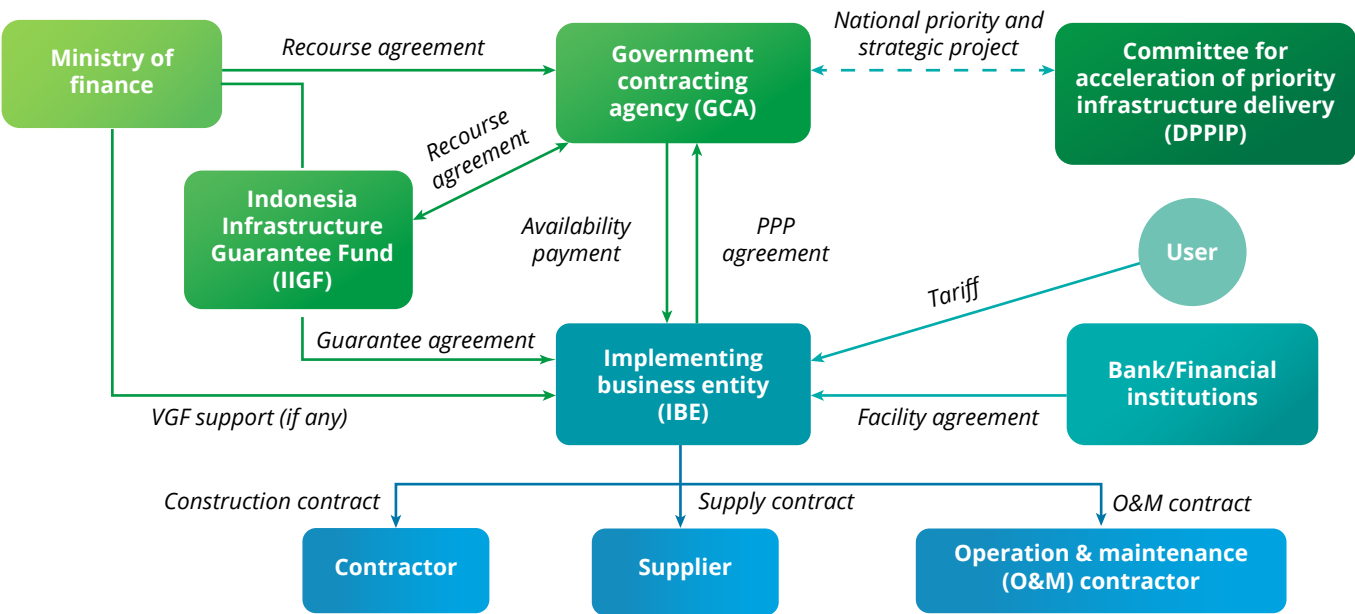 Ministry of
finance
Recourse agreement
Government
contracting
agency (GCA)
National priority and
strategic project
Committee for
acceleration of priority
infrastructure delivery
(DPPIP)
Recourse
agreement
Indonesia
Infrastructure
Guarantee Fund
(IIGF)
Availability
payment
PPP
agreement
User
Tariff
Guarantee agreement
Implementing
business entity
(IBE)
Bank/Financial
institutions
VGF support (if any)
Facility agreement
Construction contract
Supply contract
O&M contract
Contractor
Supplier
Operation & maintenance
(O&M) contractor